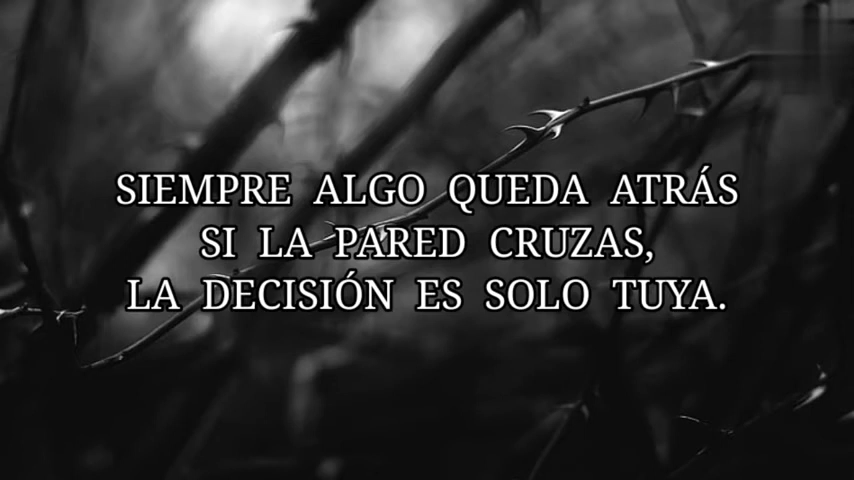 SIEMPRE ALGO QUEDA ATRÁS
SI LA PARED CRUZAS,
LA DECISIÓN ES SOLO TUYA.